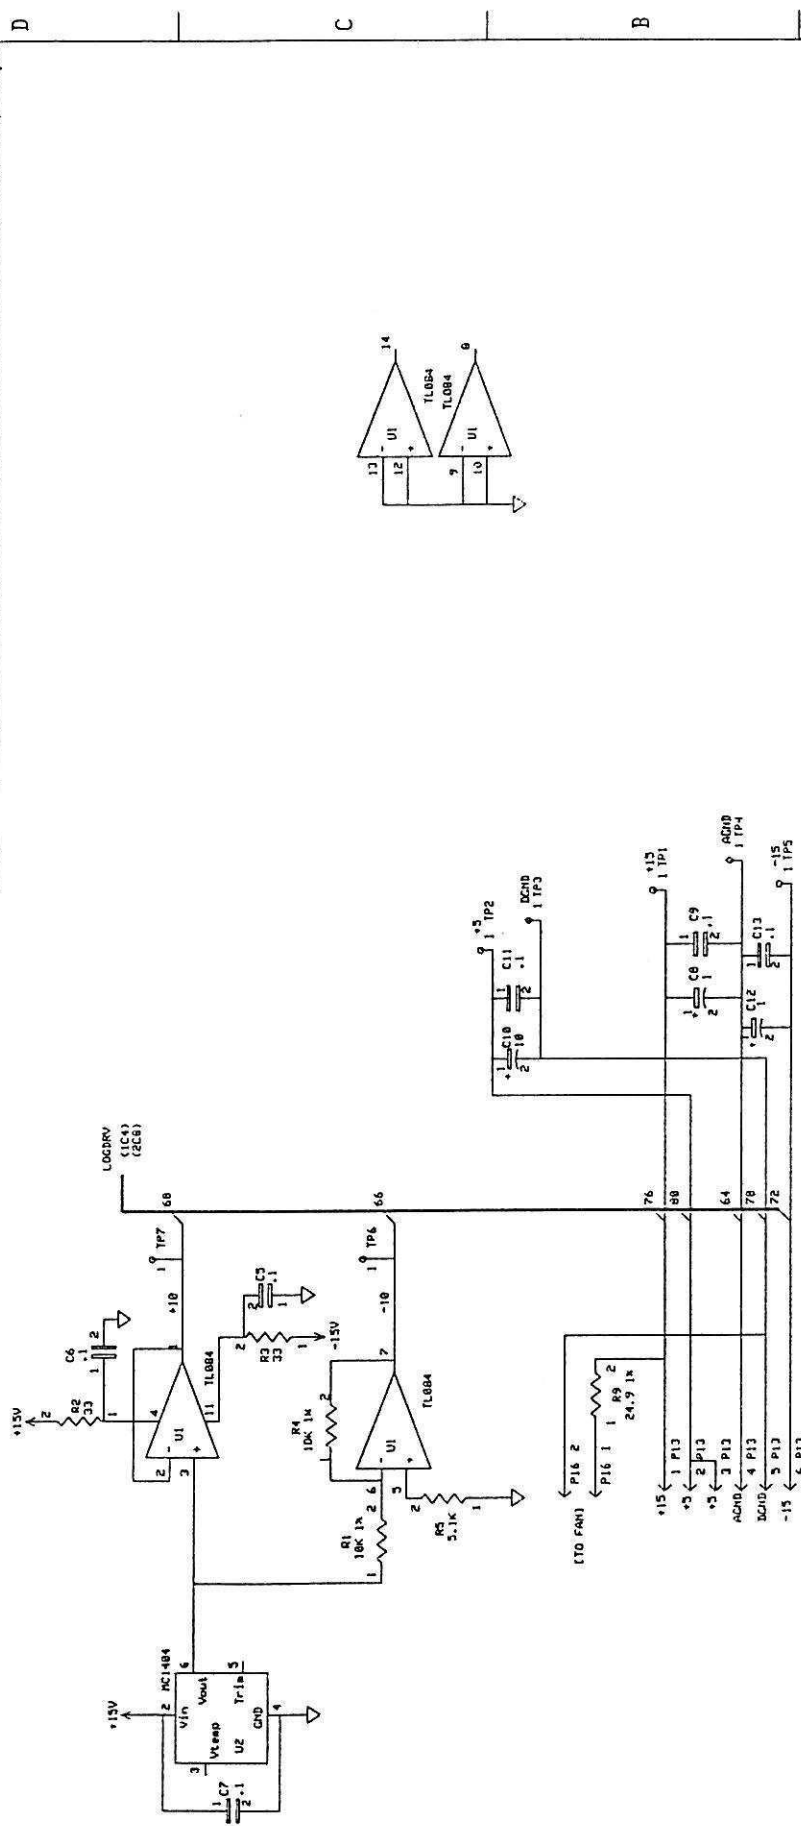 D
C
B
+15V
C7
1
2
.1
3
Vtemp
U2
Vin
2
GND
4
MC1404
Vout
6
Trim
5
+15V
2
R2
33
1
C6
1
2
.1
4
2
-
U1
+
3
1
11
TL084
+10
1
TP7
68
LOGDRV
(1C4)
(2C8)
2
R3
33
1
-15V
2
C5
.1
1
R1
10K 1%
1
2
R4
10K 1%
1
2
6
-
U1
+
5
7
TL084
2
R5
5.1K
1
-10
1
TP6
66
13
-
12
+
U1
14
TL084
TL084
9
-
10
+
U1
8
[TO FAN]
P16 2
P16 1
1
R9
2
24.9 1%
+15
1 P13
+5
2 P13
+5
3 P13
AGND
4 P13
DGND
5 P13
-15
6 P13
76
80
64
78
72
+5
1 TP2
DGND
1 TP3
+1
C10
2
10
1
C11
2
.1
+15
1 TP1
AGND
1 TP4
-15
1 TP5
1
+
C8
2
1
1
C9
2
.1
1
+
C12
2
1
1
C13
2
.1